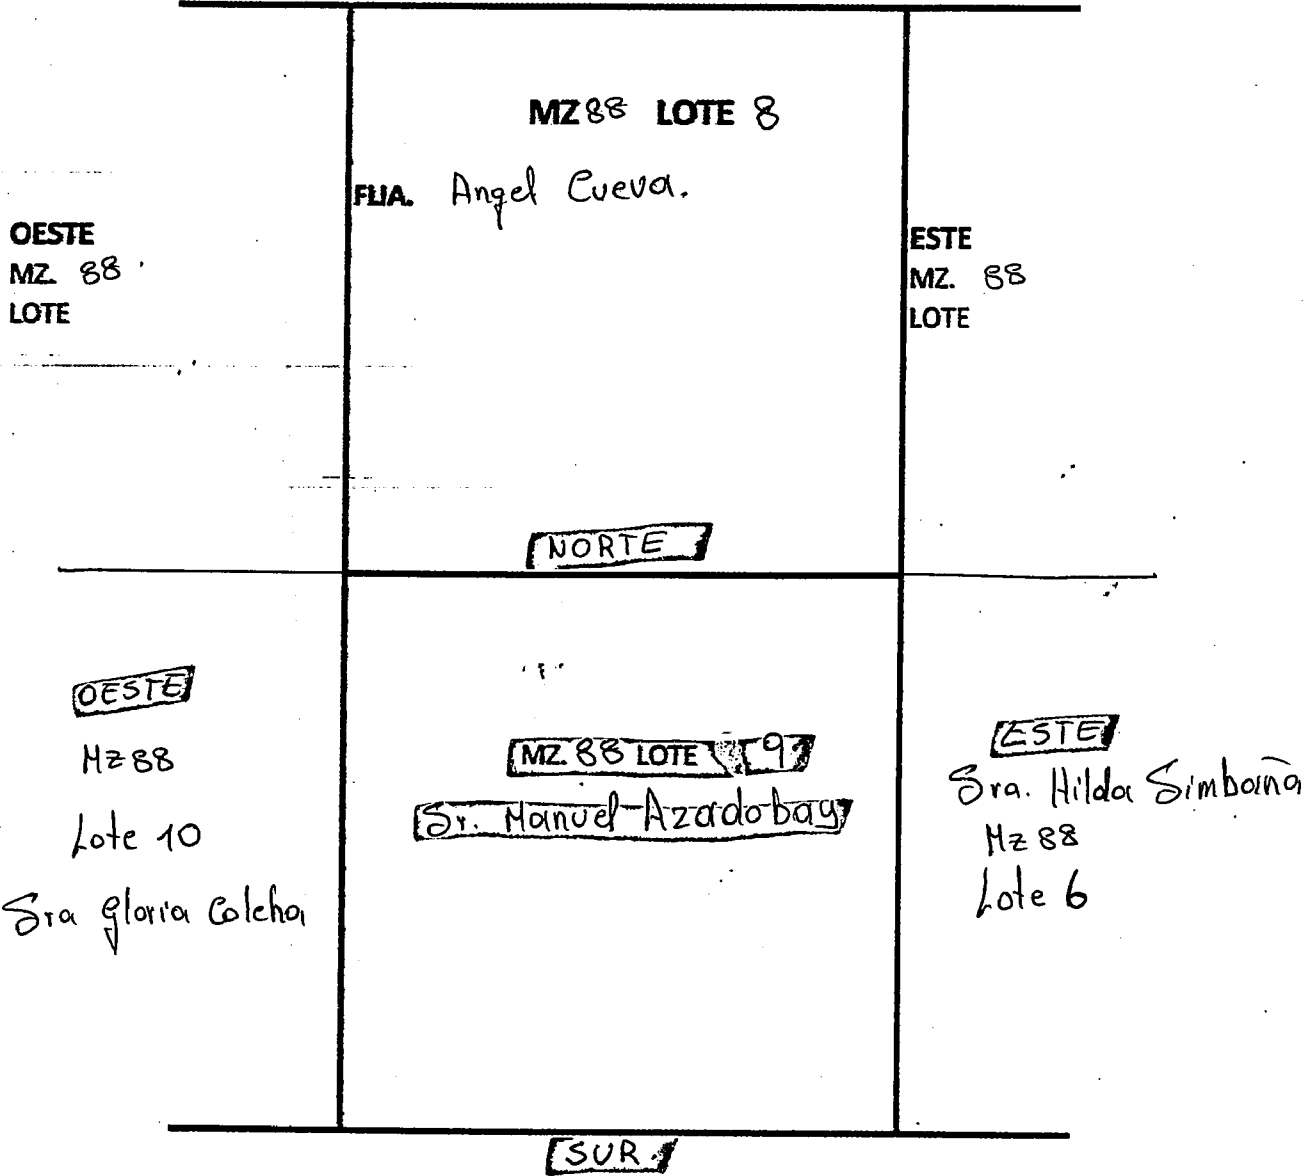 MZ 88 LOTE 8
FLIA. Angel Cueva.
OESTE
MZ. 88
LOTE
ESTE
MZ. 88
LOTE
NORTE
OESTE
Mz 88
Lote 10
Sra Gloria Colcha
MZ. 88 LOTE 9
Sr. Manuel Azadobay
ESTE
Sra. Hilda Simbaña
Mz 88
Lote 6
SUR